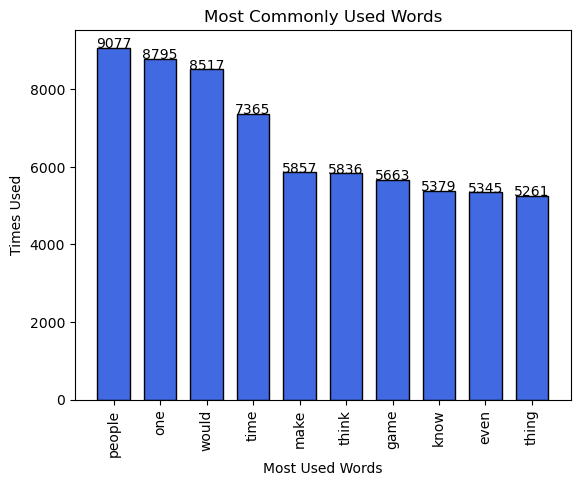 Most Commonly Used Words
Times Used
8000
6000
4000
2000
0
9077
8795
8517
7365
5857
5836
5663
5379
5345
5261
people
one
would
time
make
think
game
know
even
thing
Most Used Words